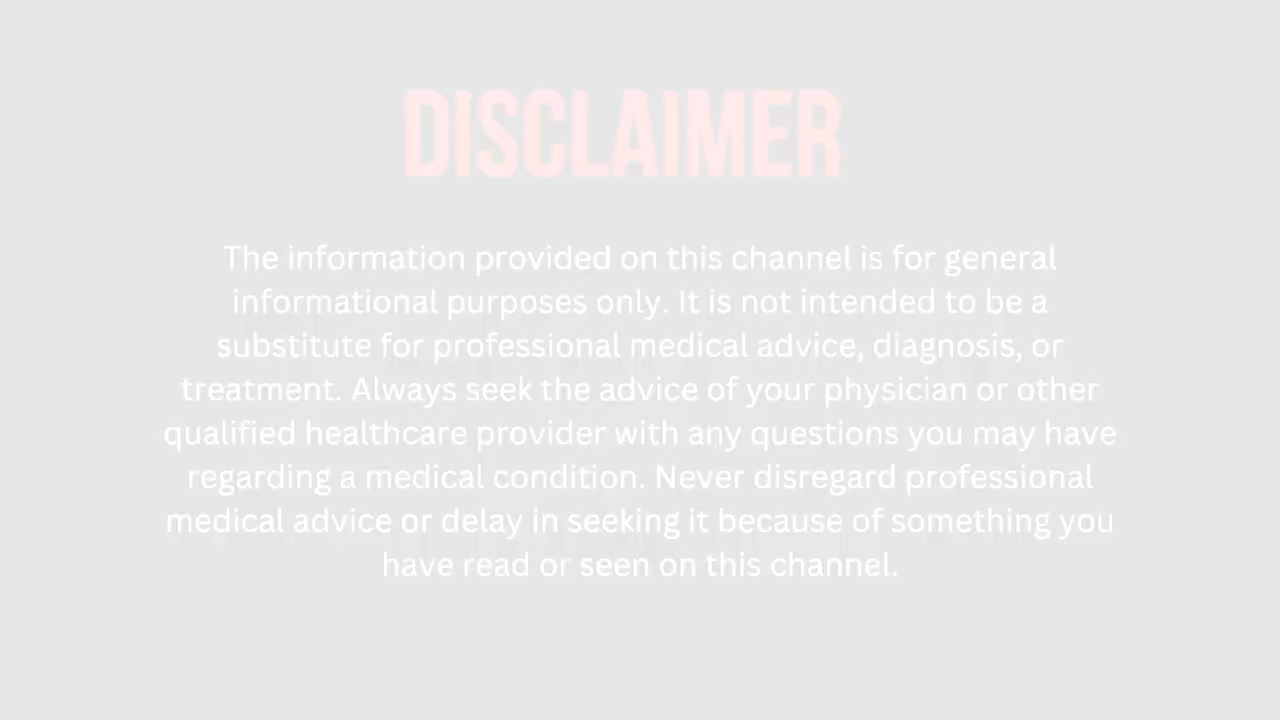 DISCLAIMER
The information provided on this channel is for general
informational purposes only. It is not intended to be a
substitute for professional medical advice, diagnosis, or
treatment. Always seek the advice of your physician or other
qualified healthcare provider with any questions you may have
regarding a medical condition. Never disregard professional
medical advice or delay in seeking it because of something you
have read or seen on this channel.